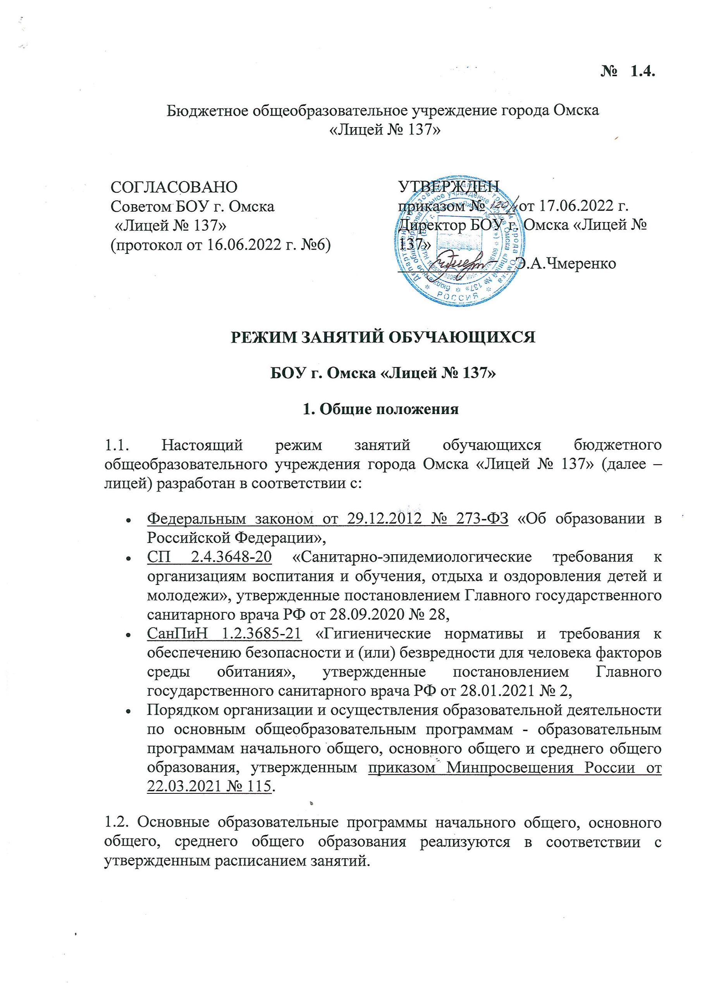 № 1.4.
Бюджетное общеобразовательное учреждение города Омска
«Лицей № 137»
СОГЛАСОВАНО
Советом БОУ г. Омска
«Лицей № 137»
(протокол от 16.06.2022 г. №6)
УТВЕРЖДЕН
приказом № от 17.06.2022 г.
Директор БОУ г. Омска «Лицей №
137»
Э.А.Чмеренко
РОССИЯ
РЕЖИМ ЗАНЯТИЙ ОБУЧАЮЩИХСЯ
БОУ г. Омска «Лицей № 137»
1. Общие положения
1.1. Настоящий режим занятий обучающихся бюджетного
общеобразовательного учреждения города Омска «Лицей № 137» (далее –
лицей) разработан в соответствии с:
• Федеральным законом от 29.12.2012 № 273-ФЗ «Об образовании в
Российской Федерации»,
• СП 2.4.3648-20 «Санитарно-эпидемиологические требования к
организациям воспитания и обучения, отдыха и оздоровления детей и
молодежи», утвержденные постановлением Главного государственного
санитарного врача РФ от 28.09.2020 № 28,
• СанПиН 1.2.3685-21 «Гигиенические нормативы и требования к
обеспечению безопасности и (или) безвредности для человека факторов
среды обитания», утвержденные постановлением Главного
государственного санитарного врача РФ от 28.01.2021 № 2,
• Порядком организации и осуществления образовательной деятельности
по основным общеобразовательным программам - образовательным
программам начального общего, основного общего и среднего общего
образования, утвержденным приказом Минпросвещения России от
22.03.2021 № 115.
1.2. Основные образовательные программы начального общего, основного
общего, среднего общего образования реализуются в соответствии с
утвержденным расписанием занятий.